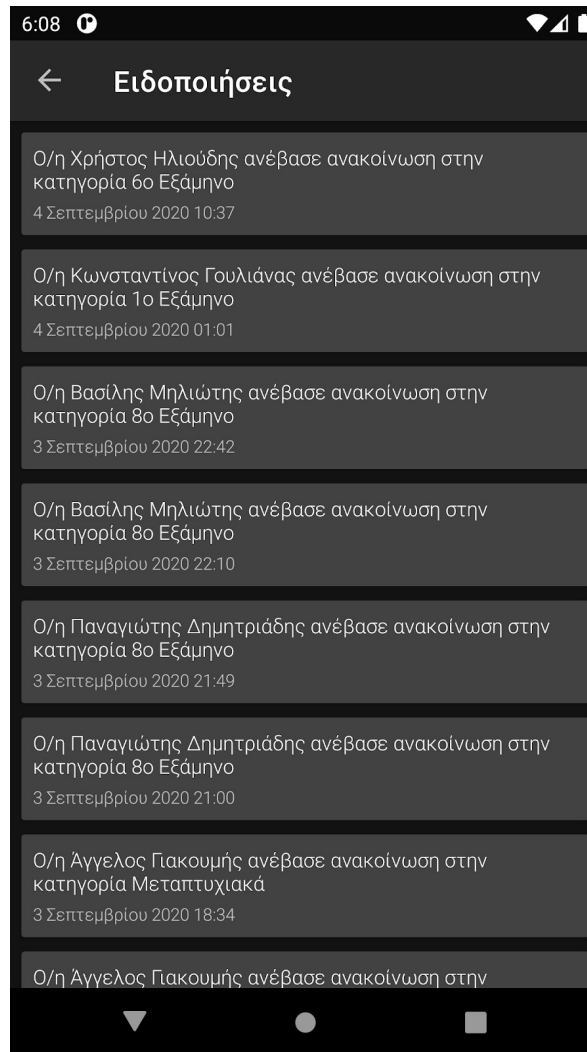 6:08
Ειδοποιήσεις
Ο/η Χρήστος Ηλιούδης ανέβασε ανακοίνωση στην
κατηγορία 6ο Εξάμηνο
4 Σεπτεμβρίου 2020 10:37
Ο/η Κωνσταντίνος Γουλιάνας ανέβασε ανακοίνωση στην
κατηγορία 1ο Εξάμηνο
4 Σεπτεμβρίου 2020 01:01
Ο/η Βασίλης Μηλιώτης ανέβασε ανακοίνωση στην
κατηγορία 8ο Εξάμηνο
3 Σεπτεμβρίου 2020 22:42
Ο/η Βασίλης Μηλιώτης ανέβασε ανακοίνωση στην
κατηγορία 8ο Εξάμηνο
3 Σεπτεμβρίου 2020 22:10
Ο/η Παναγιώτης Δημητριάδης ανέβασε ανακοίνωση στην
κατηγορία 8ο Εξάμηνο
3 Σεπτεμβρίου 2020 21:49
Ο/η Παναγιώτης Δημητριάδης ανέβασε ανακοίνωση στην
κατηγορία 8ο Εξάμηνο
3 Σεπτεμβρίου 2020 21:00
Ο/η Άγγελος Γιακουμής ανέβασε ανακοίνωση στην
κατηγορία Μεταπτυχιακά
3 Σεπτεμβρίου 2020 18:34
Ο/η Άγγελος Γιακουμής ανέβασε ανακοίνωση στην